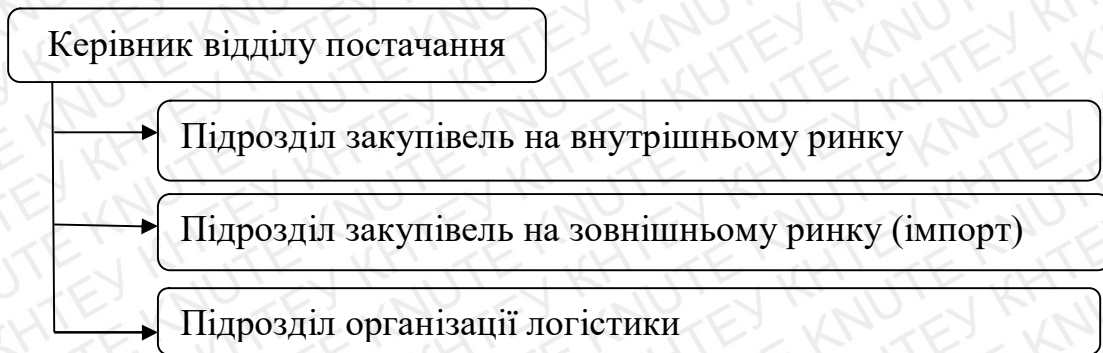 Керівник відділу постачання
Підрозділ закупівель на внутрішньому ринку
Підрозділ закупівель на зовнішньому ринку (імпорт)
Підрозділ організації логістики